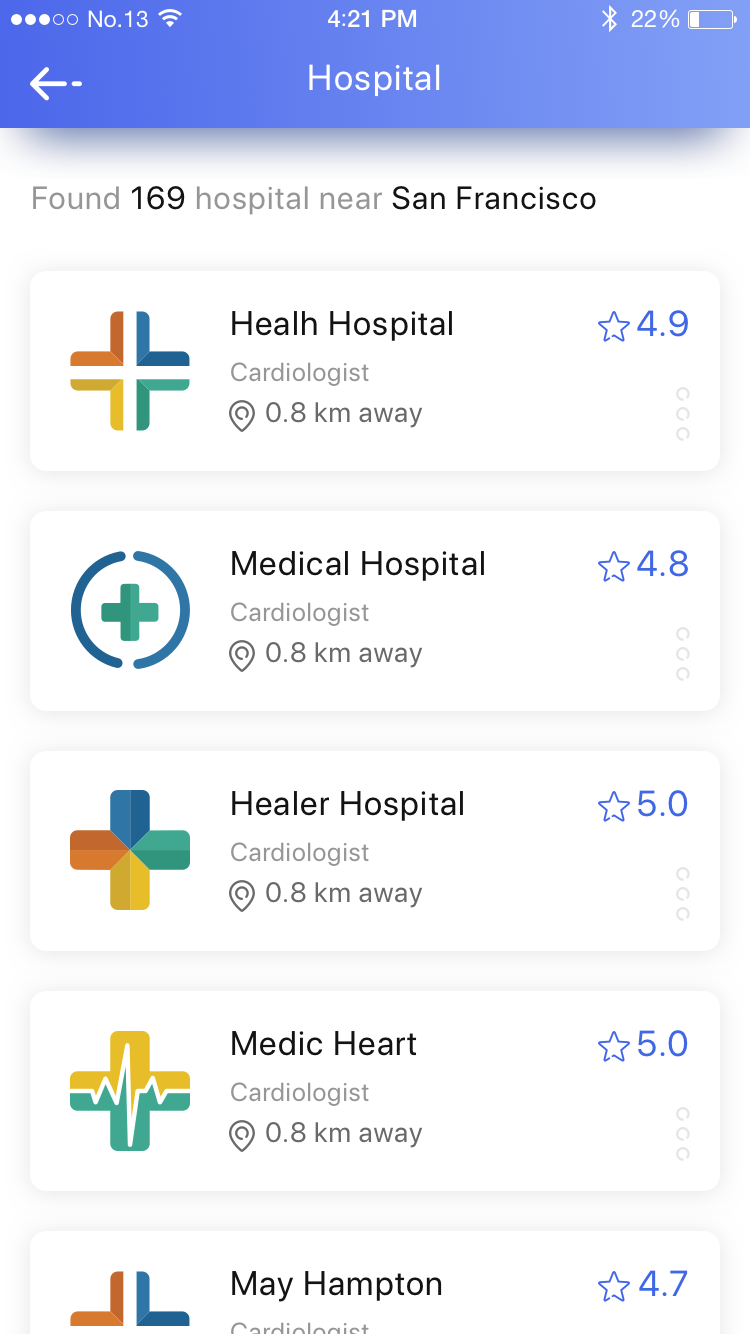 No.13 4:21 PM 22%
Hospital
Found 169 hospital near San Francisco
Healh Hospital 4.9
Cardiologist
0.8 km away
Medical Hospital 4.8
Cardiologist
0.8 km away
Healer Hospital 5.0
Cardiologist
0.8 km away
Medic Heart 5.0
Cardiologist
0.8 km away
May Hampton 4.7
Cardiologist